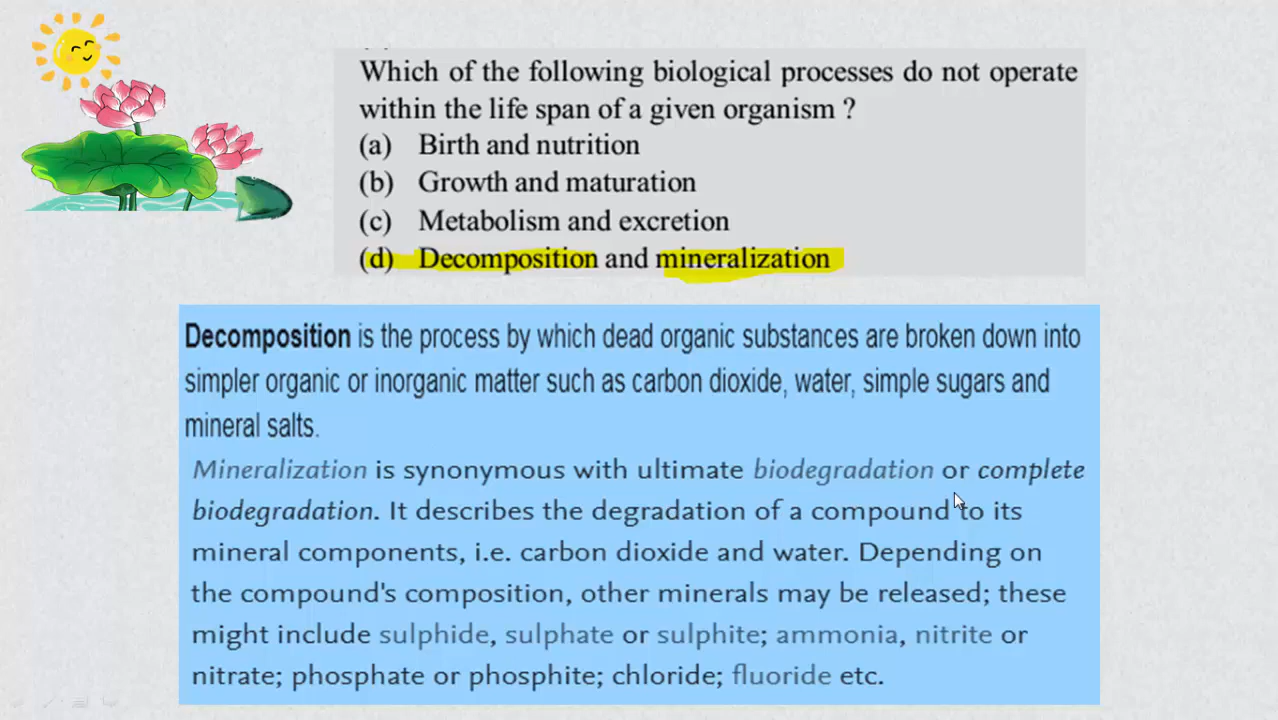 Which of the following biological processes do not operate
within the life span of a given organism ?
(a) Birth and nutrition
(b) Growth and maturation
(c) Metabolism and excretion
(d) Decomposition and mineralization
Decomposition is the process by which dead organic substances are broken down into
simpler organic or inorganic matter such as carbon dioxide, water, simple sugars and
mineral salts.
Mineralization is synonymous with ultimate biodegradation or complete
biodegradation. It describes the degradation of a compound to its
mineral components, i.e. carbon dioxide and water. Depending on
the compound's composition, other minerals may be released; these
might include sulphide, sulphate or sulphite; ammonia, nitrite or
nitrate; phosphate or phosphite; chloride; fluoride etc.